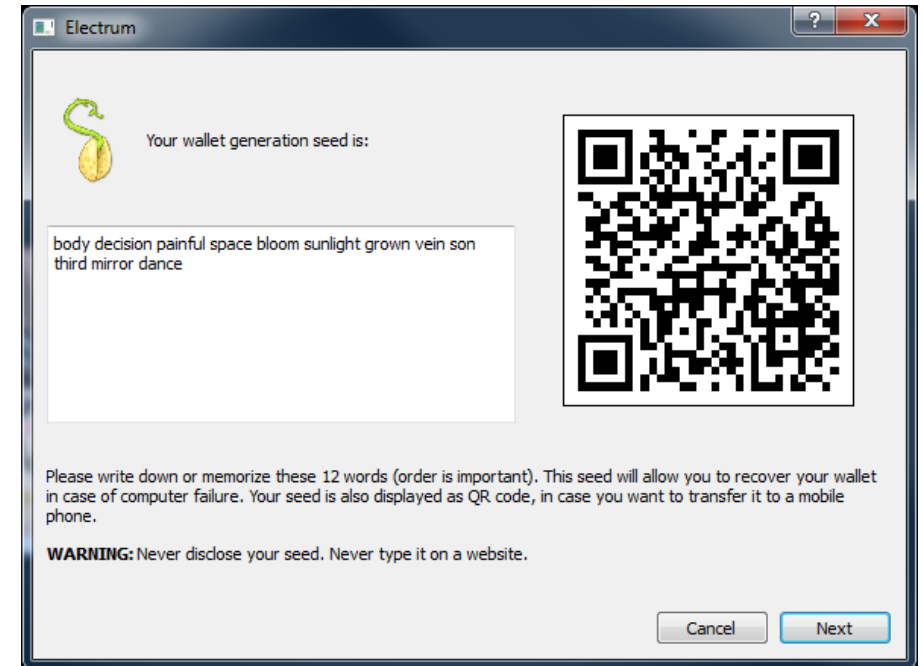 Electrum
Your wallet generation seed is:
body decision painful space bloom sunlight grown vein son
third mirror dance
Please write down or memorize these 12 words (order is important). This seed will allow you to recover your wallet
in case of computer failure. Your seed is also displayed as QR code, in case you want to transfer it to a mobile
phone.
WARNING: Never disclose your seed. Never type it on a website.
Cancel Next